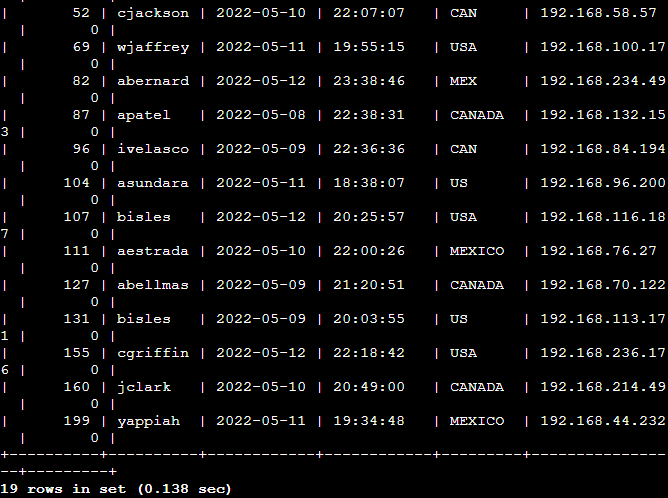 |        52 | cjackson | 2022-05-10 | 22:07:07   | CAN     | 192.168.58.57
  |        0 |
|        69 | wjaffrey | 2022-05-11 | 19:55:15   | USA     | 192.168.100.17
  |        0 |
|        82 | abernard | 2022-05-12 | 23:38:46   | MEX     | 192.168.234.49
  |        0 |
|        87 | apatel   | 2022-05-08 | 22:38:31   | CANADA  | 192.168.132.15
3 |        0 |
|        96 | ivelasco | 2022-05-09 | 22:36:36   | CAN     | 192.168.84.194
  |        0 |
|       104 | asundara | 2022-05-11 | 18:38:07   | US      | 192.168.96.200
  |        0 |
|       107 | bisles   | 2022-05-12 | 20:25:57   | USA     | 192.168.116.18
7 |        0 |
|       111 | aestrada | 2022-05-10 | 22:00:26   | MEXICO  | 192.168.76.27
  |        0 |
|       127 | abellmas | 2022-05-09 | 21:20:51   | CANADA  | 192.168.70.122
  |        0 |
|       131 | bisles   | 2022-05-09 | 20:03:55   | US      | 192.168.113.17
1 |        0 |
|       155 | cgriffin | 2022-05-12 | 22:18:42   | USA     | 192.168.236.17
6 |        0 |
|       160 | jclark   | 2022-05-10 | 20:49:00   | CANADA  | 192.168.214.49
  |        0 |
|       199 | yappiah  | 2022-05-11 | 19:34:48   | MEXICO  | 192.168.44.232
  |        0 |
+-----------+----------+------------+------------+---------+---------------
--+----------+
19 rows in set (0.138 sec)